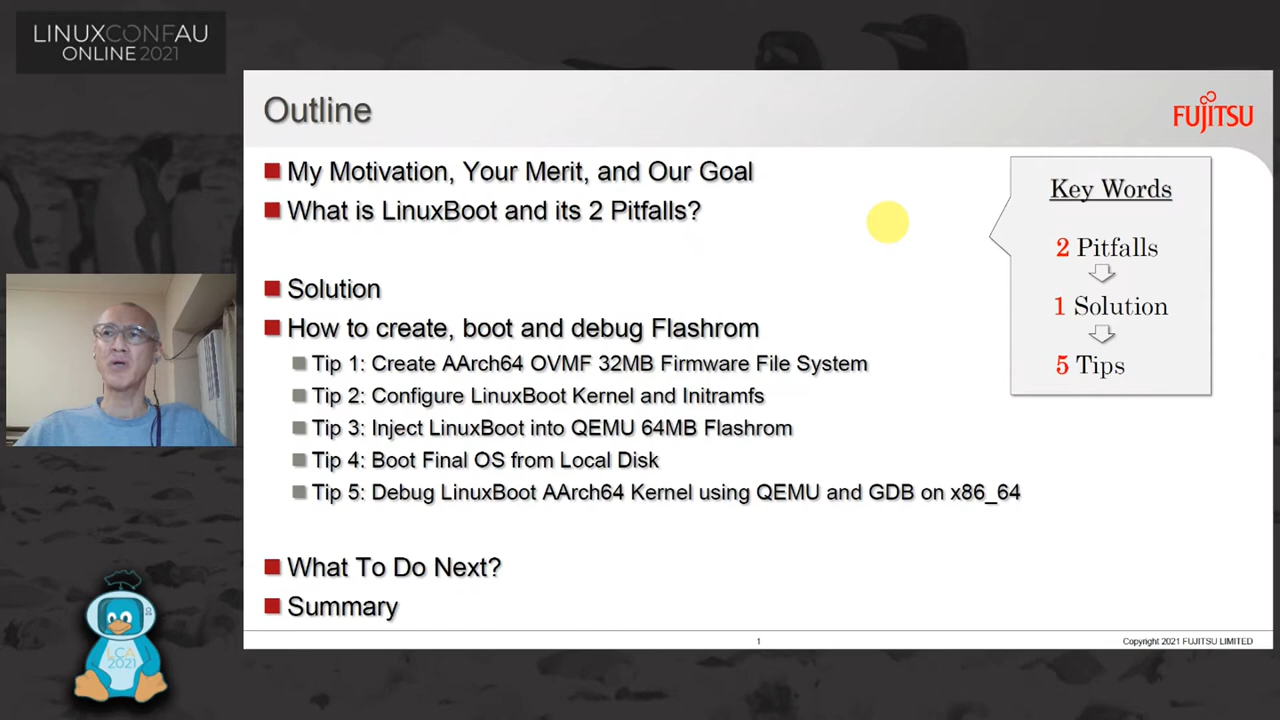 LINUXCONFAU
ONLINE 2021
Outline
FUJITSU
My Motivation, Your Merit, and Our Goal
What is LinuxBoot and its 2 Pitfalls?
Solution
How to create, boot and debug Flashrom
Tip 1: Create AArch64 OVMF 32MB Firmware File System
Tip 2: Configure LinuxBoot Kernel and Initramfs
Tip 3: Inject LinuxBoot into QEMU 64MB Flashrom
Tip 4: Boot Final OS from Local Disk
Tip 5: Debug LinuxBoot AArch64 Kernel using QEMU and GDB on x86_64
What To Do Next?
Summary
Key Words
2 Pitfalls
1 Solution
5 Tips
1
Copyright 2021 FUJITSU LIMITED
LCA
2021